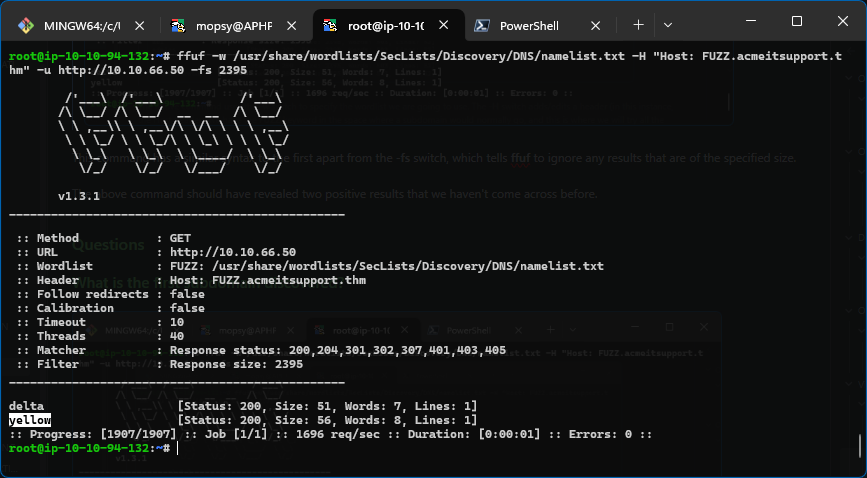 MINGW64:/c/U
mopsy@APHF
root@ip-10-10
PowerShell
root@ip-10-10-94-132:~# ffuf -w /usr/share/wordlists/SecLists/Discovery/DNS/namelist.txt -H "Host: FUZZ.acmeitsupport.t
hm" -u http://10.10.66.50 -fs 2395
v1.3.1
:: Method : GET
:: URL : http://10.10.66.50
:: Wordlist : FUZZ: /usr/share/wordlists/SecLists/Discovery/DNS/namelist.txt
:: Header : Host: FUZZ.acmeitsupport.thm
:: Follow redirects : false
:: Calibration : false
:: Timeout : 10
:: Threads : 40
:: Matcher : Response status: 200,204,301,302,307,401,403,405
:: Filter : Response size: 2395
delta [Status: 200, Size: 51, Words: 7, Lines: 1]
yellow [Status: 200, Size: 56, Words: 8, Lines: 1]
:: Progress: [1907/1907] :: Job [1/1] :: 1696 req/sec :: Duration: [0:00:01] :: Errors: 0 ::
root@ip-10-10-94-132:~#